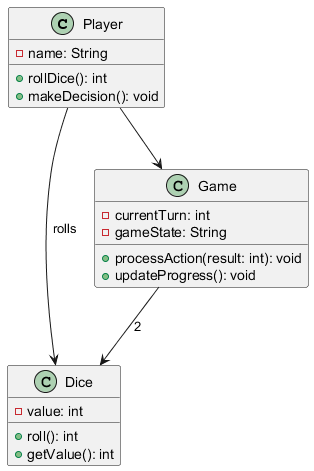 C Player
name: String
rollDice(): int
makeDecision(): void
C Game
currentTurn: int
gameState: String
processAction(result: int): void
updateProgress(): void
rolls
2
C Dice
value: int
roll(): int
getValue(): int